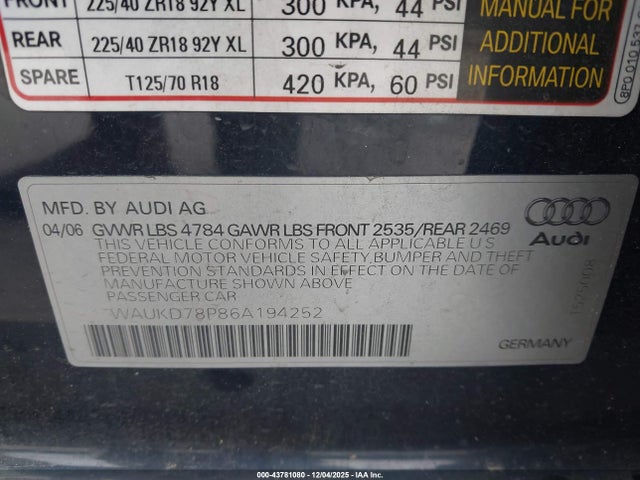 FRONT 225/40 ZR18 92Y XL 300 KPA, 44 PSI MANUAL FOR
REAR 225/40 ZR18 92Y XL 300 KPA, 44 PSI ADDITIONAL
SPARE T125/70 R18 420 KPA, 60 PSI INFORMATION
8P0 010 531
MFD. BY AUDI AG
04/06 GVWR LBS 4784 GAWR LBS FRONT 2535/REAR 2469
THIS VEHICLE CONFORMS TO ALL APPLICABLE U S
FEDERAL MOTOR VEHICLE SAFETY, BUMPER AND THEFT
PREVENTION STANDARDS IN EFFECT ON THE DATE OF
MANUFACTURE SHOWN ABOVE
PASSENGER CAR
WAUKD78P86A194252
Audi
1525008
GERMANY
000-43781080 - 12/04/2025 - IAA Inc.